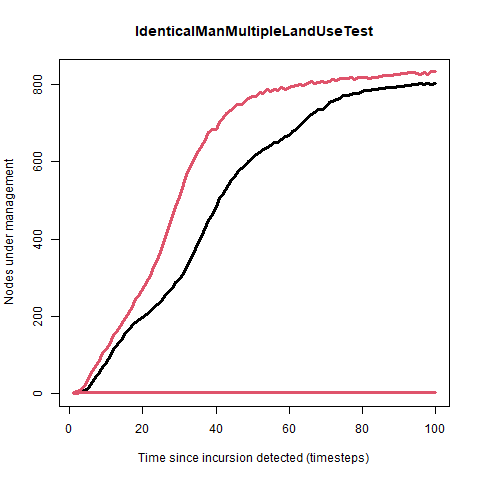 IdenticalManMultipleLandUseTest
Nodes under management
800
600
400
200
0
0 20 40 60 80 100
Time since incursion detected (timesteps)